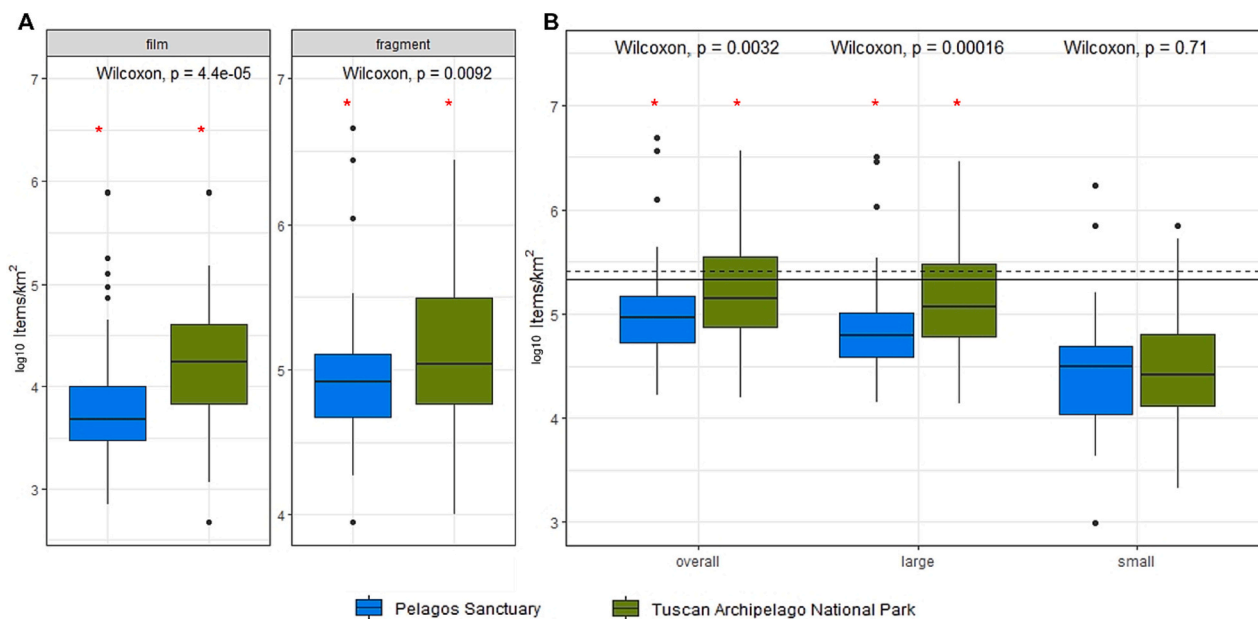 A
film
fragment
Wilcoxon, p = 4.4e-05
Wilcoxon, p = 0.0092
* *
* *
7
6
5
4
3
7
6
5
4
log10 Items/km2
B
Wilcoxon, p = 0.0032
Wilcoxon, p = 0.00016
Wilcoxon, p = 0.71
* *
* *
7
6
5
4
3
log10 Items/km2
overall
large
small
Pelagos Sanctuary
Tuscan Archipelago National Park